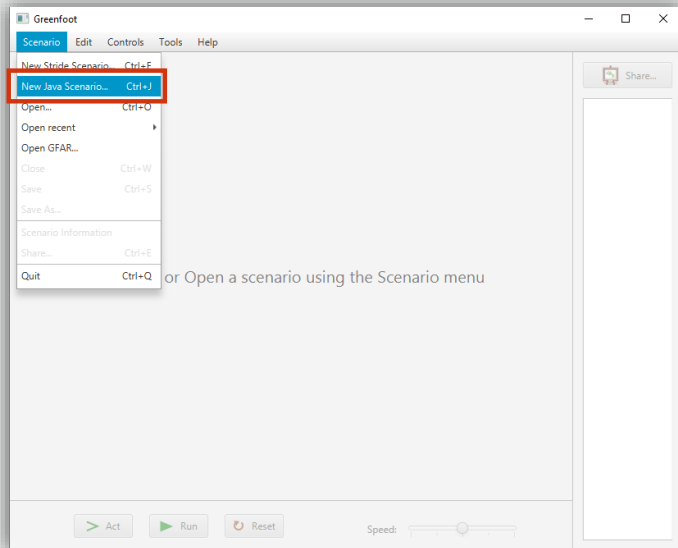 Greenfoot
Scenario Edit Controls Tools Help
New Stride Scenario... Ctrl+F
New Java Scenario... Ctrl+J
Open... Ctrl+O
Open recent
Open GFAR...
Close Ctrl+W
Save Ctrl+S
Save As...
Scenario Information
Share... Ctrl+E
Quit Ctrl+Q
Share...
or Open a scenario using the Scenario menu
Act Run Reset Speed: